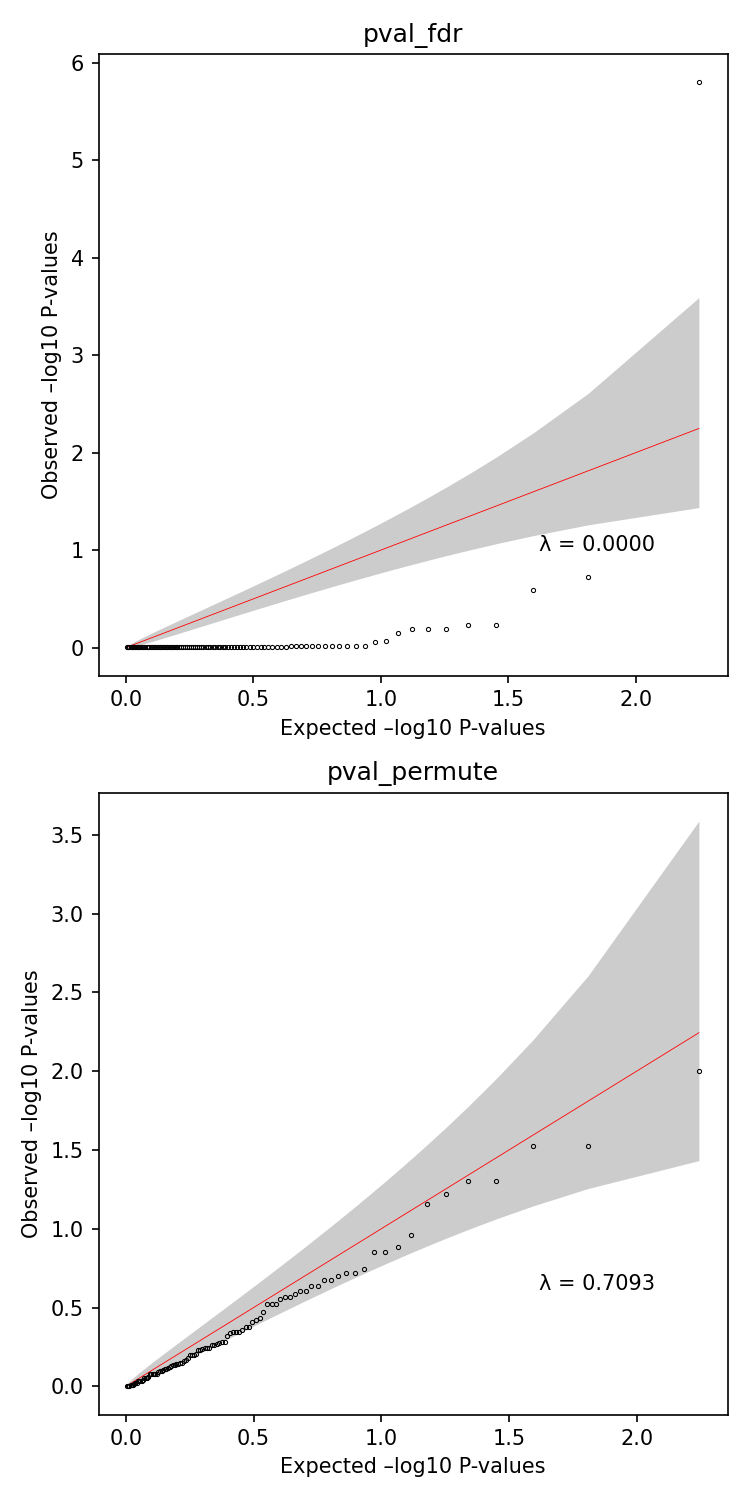 pval_fdr
6
5
4
3
2
1
0
Observed –log10 P-values
λ = 0.0000
0.0 0.5 1.0 1.5 2.0
Expected –log10 P-values
pval_permute
3.5
3.0
2.5
2.0
1.5
1.0
0.5
0.0
Observed –log10 P-values
λ = 0.7093
0.0 0.5 1.0 1.5 2.0
Expected –log10 P-values